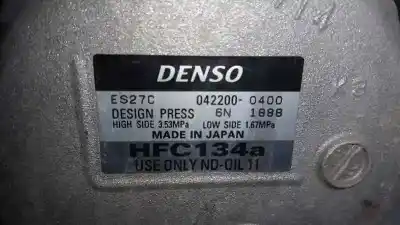 DENSO
ES27C 042200-0400
DESIGN PRESS 6N 1888
HIGH SIDE 3.53MPa LOW SIDE 1.67MPa
MADE IN JAPAN
HFC134a
USE ONLY ND-OIL 11